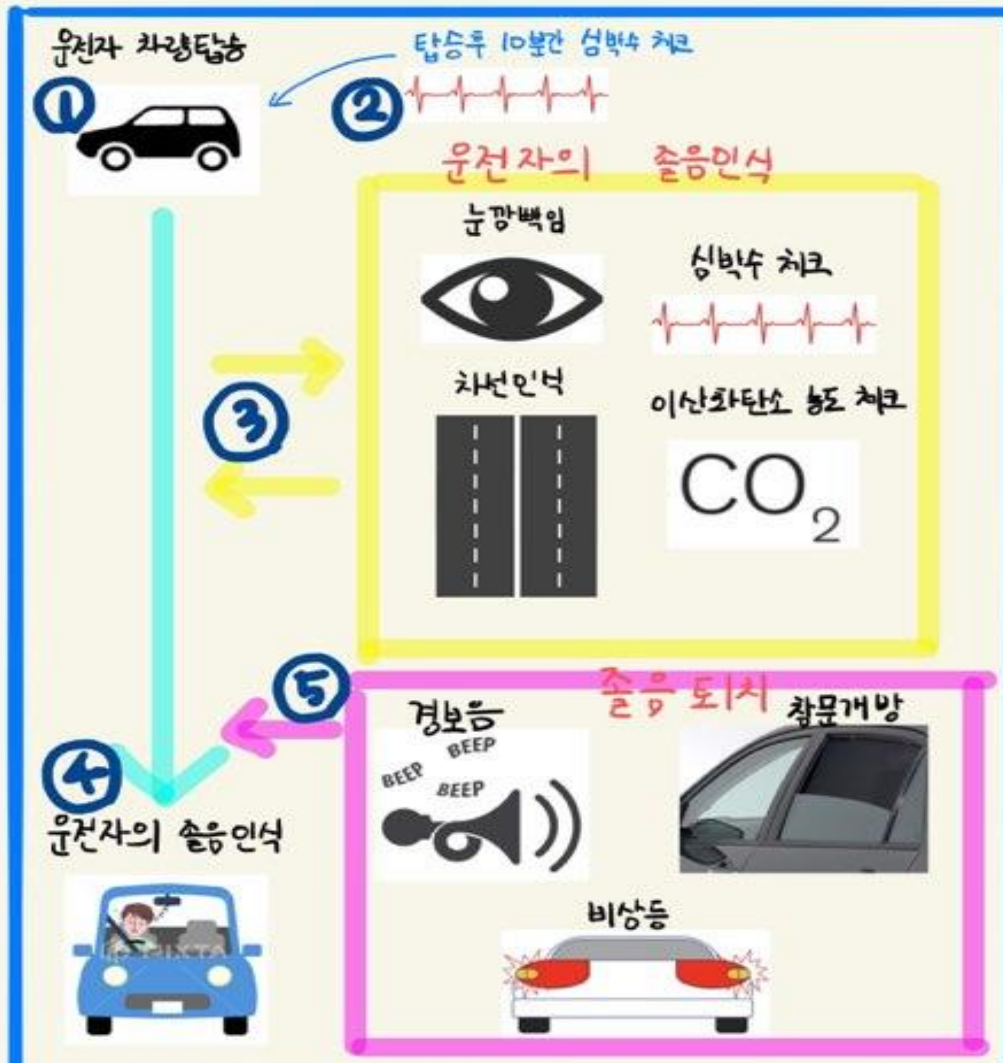 운전자 차량탑승
탑승후 10분간 심박수 체크
①
②
운전자의 졸음인식
눈깜빡임
심박수 체크
③
차선인식
이산화탄소 농도 체크
CO2
⑤
졸음 퇴치
경보음
창문개방
BEEP
BEEP
BEEP
④
운전자의 졸음인식
비상등
PIXTA